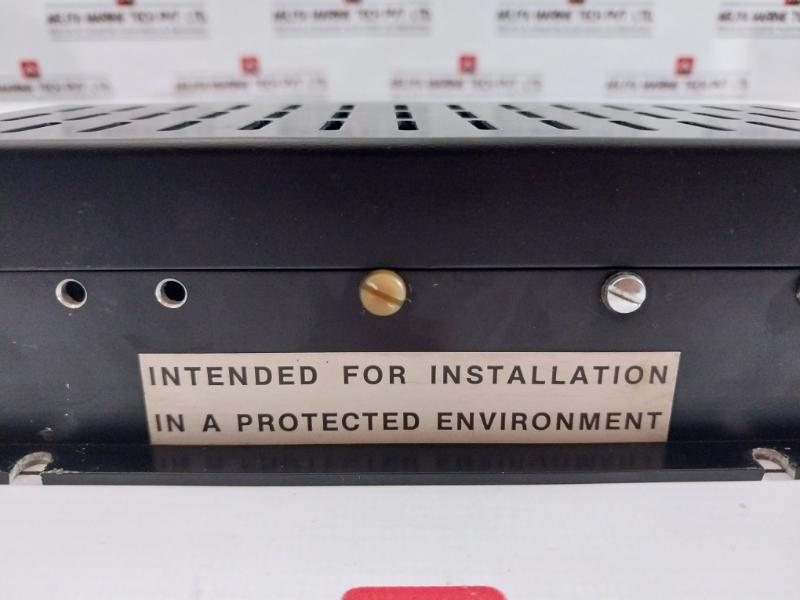 INTENDED FOR INSTALLATION
IN A PROTECTED ENVIRONMENT